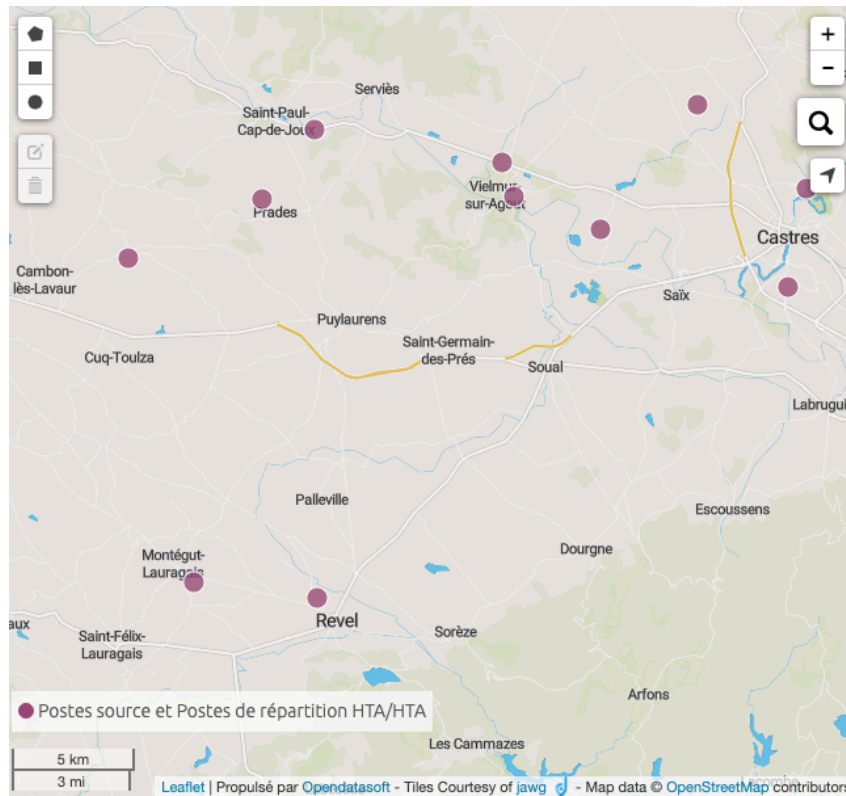 +
−
Serviès
Saint-Paul-
Cap-de-Joux
Vielmur-
sur-Agout
Prades
Castres
Cambon-
lès-Lavaur
Saïx
Puylaurens
Saint-Germain-
des-Prés
Cuq-Toulza
Soual
Labrugui
Palleville
Escoussens
Montégut-
Lauragais
Dourgne
aux
Revel
Saint-Félix-
Lauragais
Sorèze
Arfons
Postes source et Postes de répartition HTA/HTA
Les Cammazes
5 km
3 mi
Lacombe
Leaflet | Propulsé par Opendatasoft - Tiles Courtesy of jawg - Map data © OpenStreetMap contributors